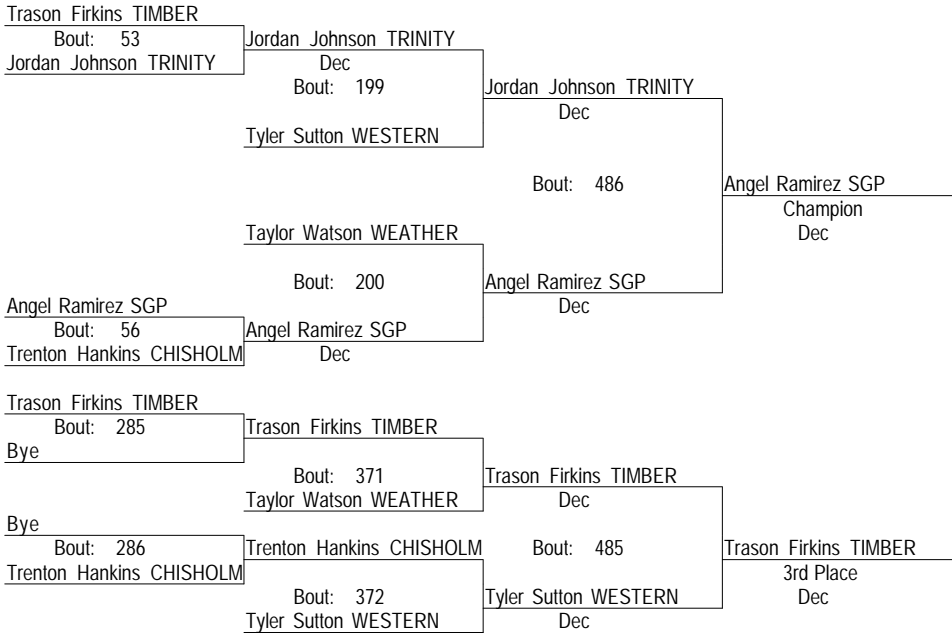 Trason Firkins TIMBER
Bout: 53
Jordan Johnson TRINITY
Jordan Johnson TRINITY
Dec
Bout: 199
Tyler Sutton WESTERN
Jordan Johnson TRINITY
Dec
Bout: 486
Angel Ramirez SGP
Champion
Dec
Taylor Watson WEATHER
Bout: 200
Angel Ramirez SGP
Dec
Angel Ramirez SGP
Bout: 56
Trenton Hankins CHISHOLM
Angel Ramirez SGP
Dec
Trason Firkins TIMBER
Bout: 285
Bye
Trason Firkins TIMBER
Bout: 371
Taylor Watson WEATHER
Trason Firkins TIMBER
Dec
Bye
Bout: 286
Trenton Hankins CHISHOLM
Trenton Hankins CHISHOLM
Bout: 372
Tyler Sutton WESTERN
Bout: 485
Tyler Sutton WESTERN
Dec
Trason Firkins TIMBER
3rd Place
Dec